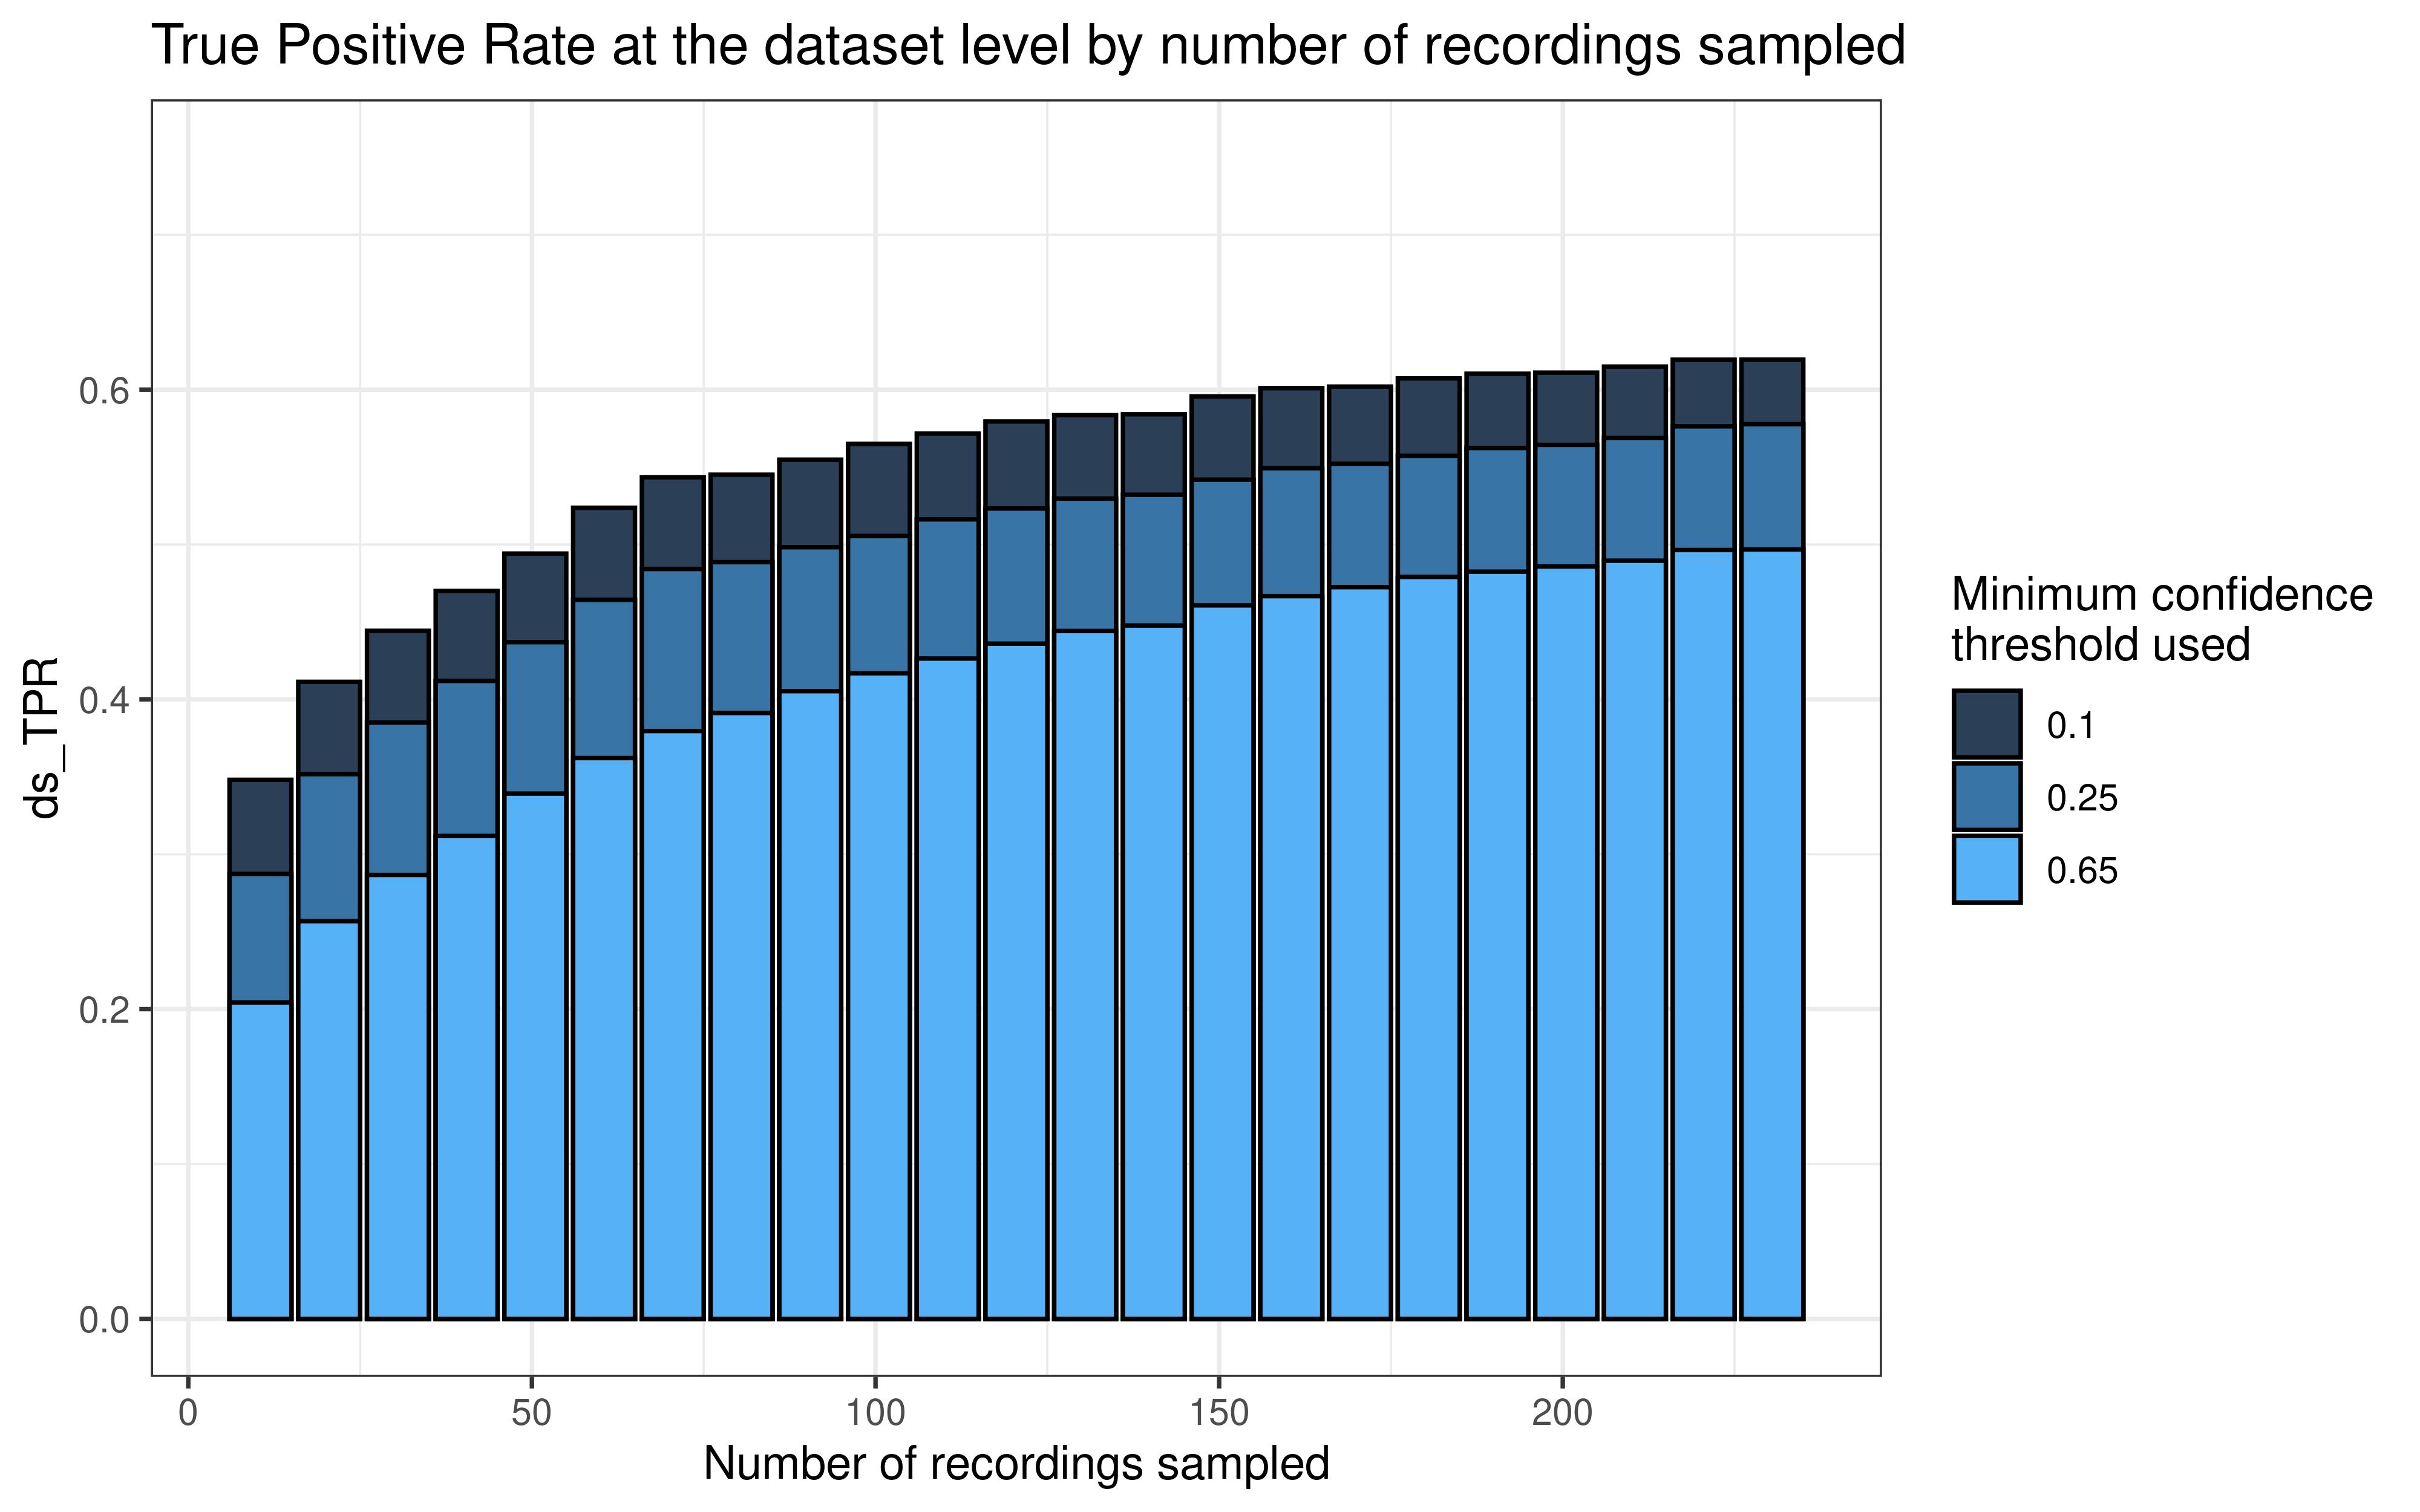 True Positive Rate at the dataset level by number of recordings sampled
ds_TPR
0.6
0.4
0.2
0.0
0
50
100
150
200
Number of recordings sampled
Minimum confidence
threshold used
0.1
0.25
0.65